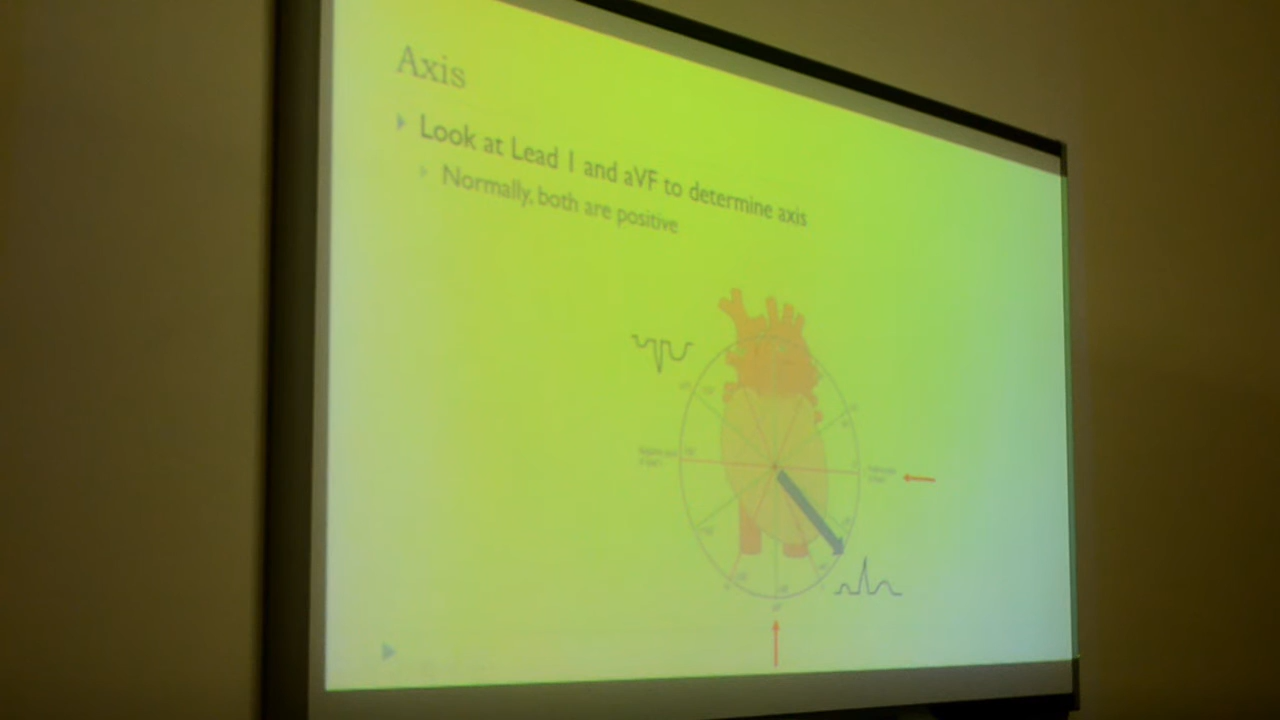 Axis
Look at Lead 1 and aVF to determine axis
Normally, both are positive